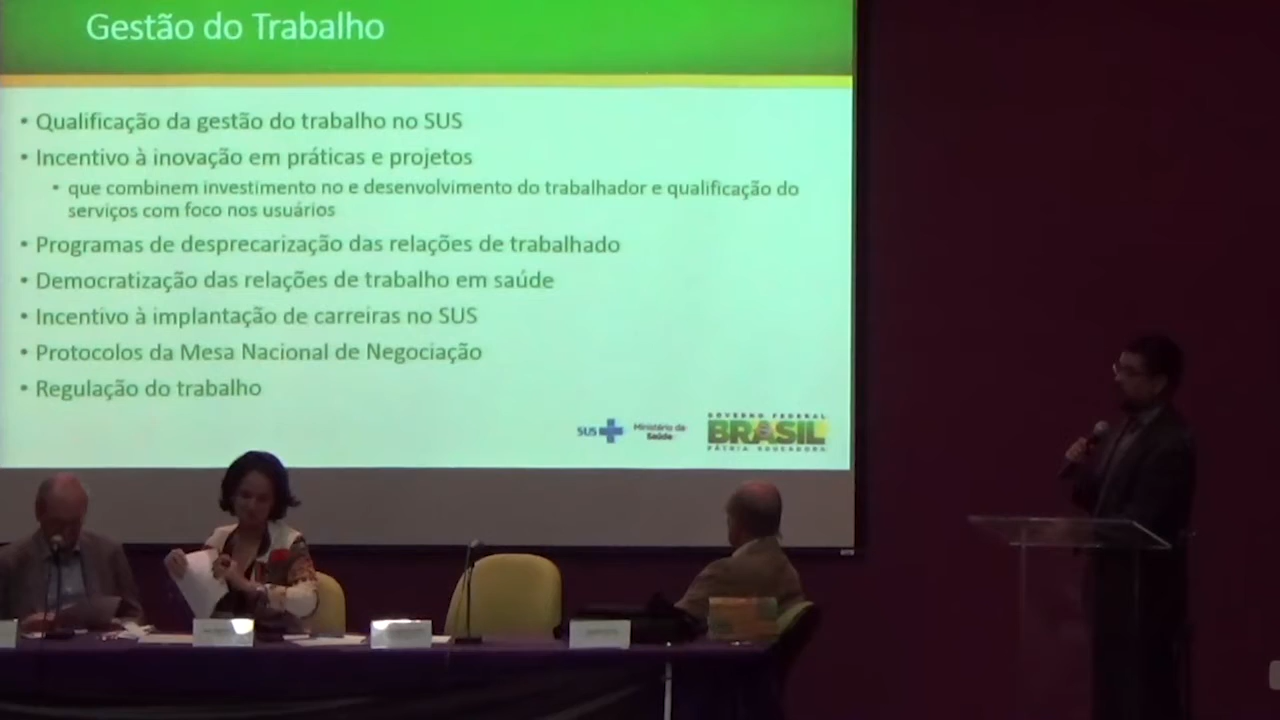 Gestão do Trabalho
• Qualificação da gestão do trabalho no SUS
• Incentivo à inovação em práticas e projetos
• que combinem investimento no e desenvolvimento do trabalhador e qualificação do
serviços com foco nos usuários
• Programas de desprecarização das relações de trabalhado
• Democratização das relações de trabalho em saúde
• Incentivo à implantação de carreiras no SUS
• Protocolos da Mesa Nacional de Negociação
• Regulação do trabalho
SUS
Ministério da
Saúde
GOVERNO FEDERAL
BRASIL
PÁTRIA EDUCADORA